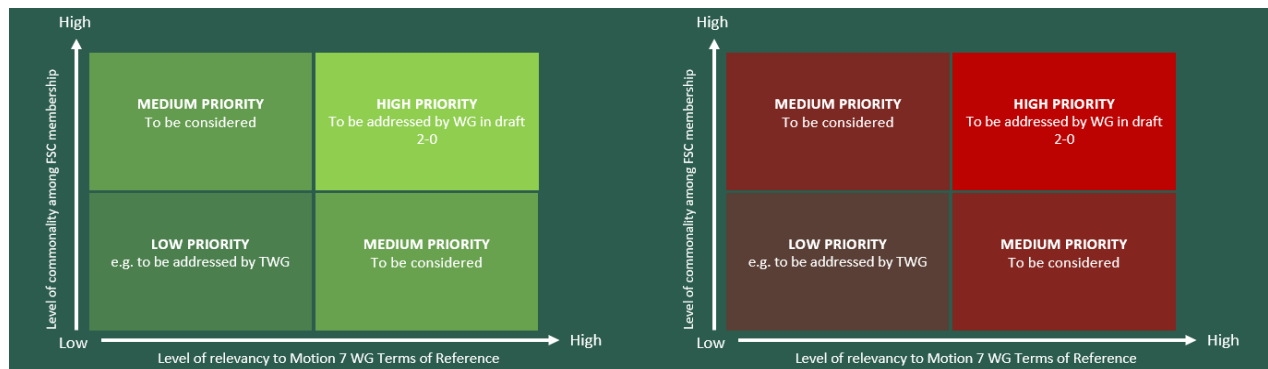 High
Level of commonality among FSC membership
MEDIUM PRIORITY
To be considered
HIGH PRIORITY
To be addressed by WG in draft
2-0
LOW PRIORITY
e.g. to be addressed by TWG
MEDIUM PRIORITY
To be considered
Low
High
Level of relevancy to Motion 7 WG Terms of Reference
High
Level of commonality among FSC membership
MEDIUM PRIORITY
To be considered
HIGH PRIORITY
To be addressed by WG in draft
2-0
LOW PRIORITY
e.g. to be addressed by TWG
MEDIUM PRIORITY
To be considered
Low
High
Level of relevancy to Motion 7 WG Terms of Reference